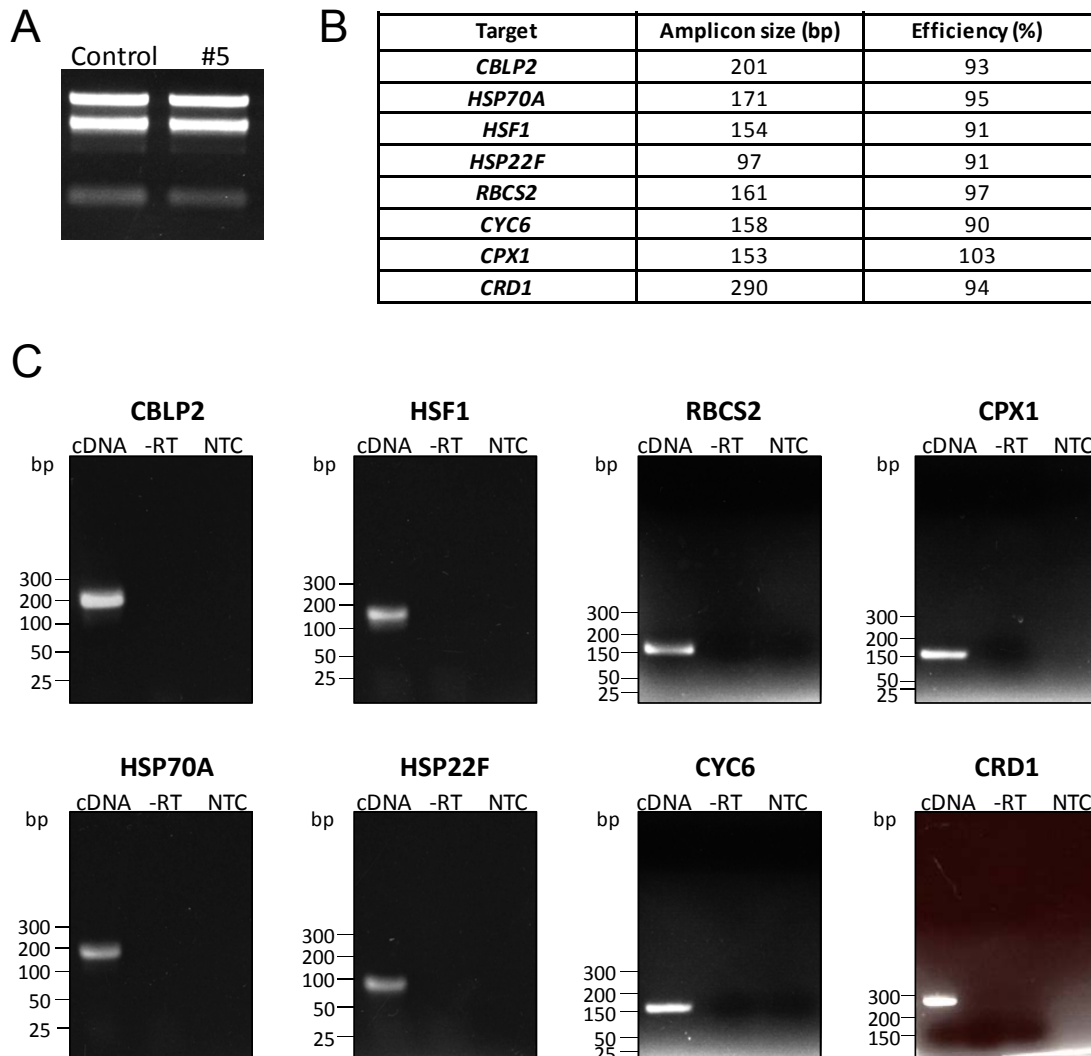 A
Control #5
B
Target Amplicon size (bp) Efficiency (%)
CBLP2 201 93
HSP70A 171 95
HSF1 154 91
HSP22F 97 91
RBCS2 161 97
CYC6 158 90
CPX1 153 103
CRD1 290 94
C
CBLP2
cDNA -RT NTC
bp
300
200
100
50
25
HSF1
cDNA -RT NTC
bp
300
200
100
50
25
RBCS2
cDNA -RT NTC
bp
300
200
150
50
25
CPX1
cDNA -RT NTC
bp
300
200
150
50
25
HSP70A
cDNA -RT NTC
bp
300
200
100
50
25
HSP22F
cDNA -RT NTC
bp
300
200
100
50
25
CYC6
cDNA -RT NTC
bp
300
200
150
50
25
CRD1
cDNA -RT NTC
bp
300
200
150